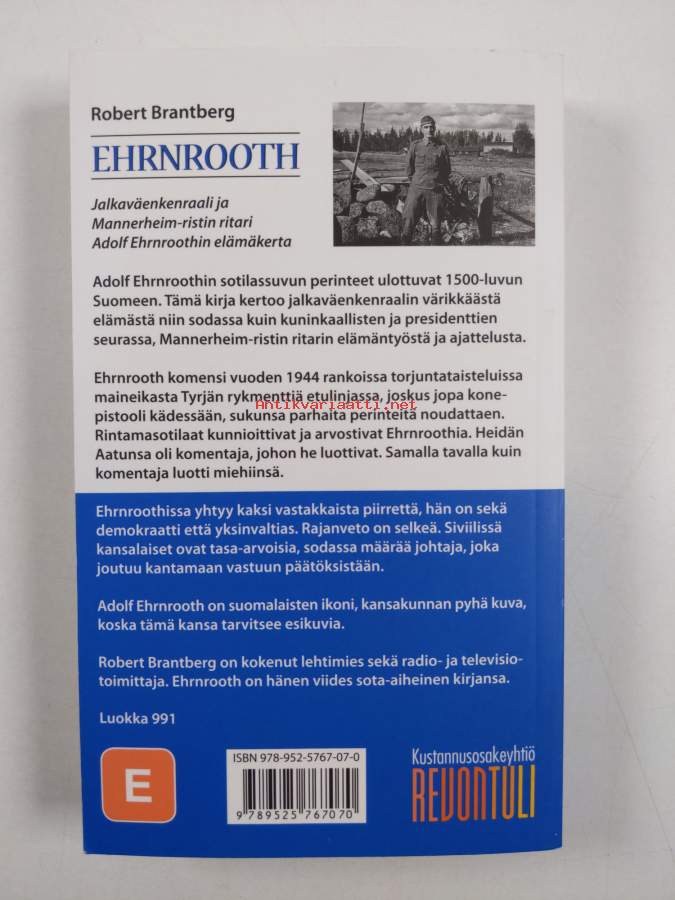 Robert Brantberg
EHRNROOTH
Jalkaväenkenraali ja
Mannerheim-ristin ritari
Adolf Ehrnroothin elämäkerta
Adolf Ehrnroothin sotilassuvun perinteet ulottuvat 1500-luvun
Suomeen. Tämä kirja kertoo jalkaväenkenraalin värikkäästä
elämästä niin sodassa kuin kuninkaallisten ja presidenttien
seurassa, Mannerheim-ristin ritarin elämäntyöstä ja ajattelusta.
Ehrnrooth komensi vuoden 1944 rankoissa torjuntataisteluissa
maineikasta Tyrjän rykmenttiä etulinjassa, joskus jopa kone-
Antikvariaatti.net
pistooli kädessään, sukunsa parhaita perinteitä noudattaen.
Rintamasotilaat kunnioittivat ja arvostivat Ehrnroothia. Heidän
Aatunsa oli komentaja, johon he luottivat. Samalla tavalla kuin
komentaja luotti miehiinsä.
Ehrnroothissa yhtyy kaksi vastakkaista piirrettä, hän on sekä
demokraatti että yksinvaltias. Rajanveto on selkeä. Siviilissä
kansalaiset ovat tasa-arvoisia, sodassa määrää johtaja, joka
joutuu kantamaan vastuun päätöksistään.
Adolf Ehrnrooth on suomalaisten ikoni, kansakunnan pyhä kuva,
koska tämä kansa tarvitsee esikuvia.
Robert Brantberg on kokenut lehtimies sekä radio- ja televisio-
toimittaja. Ehrnrooth on hänen viides sota-aiheinen kirjansa.
Luokka 991
E
ISBN 978-952-5767-07-0
9 789525 767070
Kustannusosakeyhtiö
REVONTULI